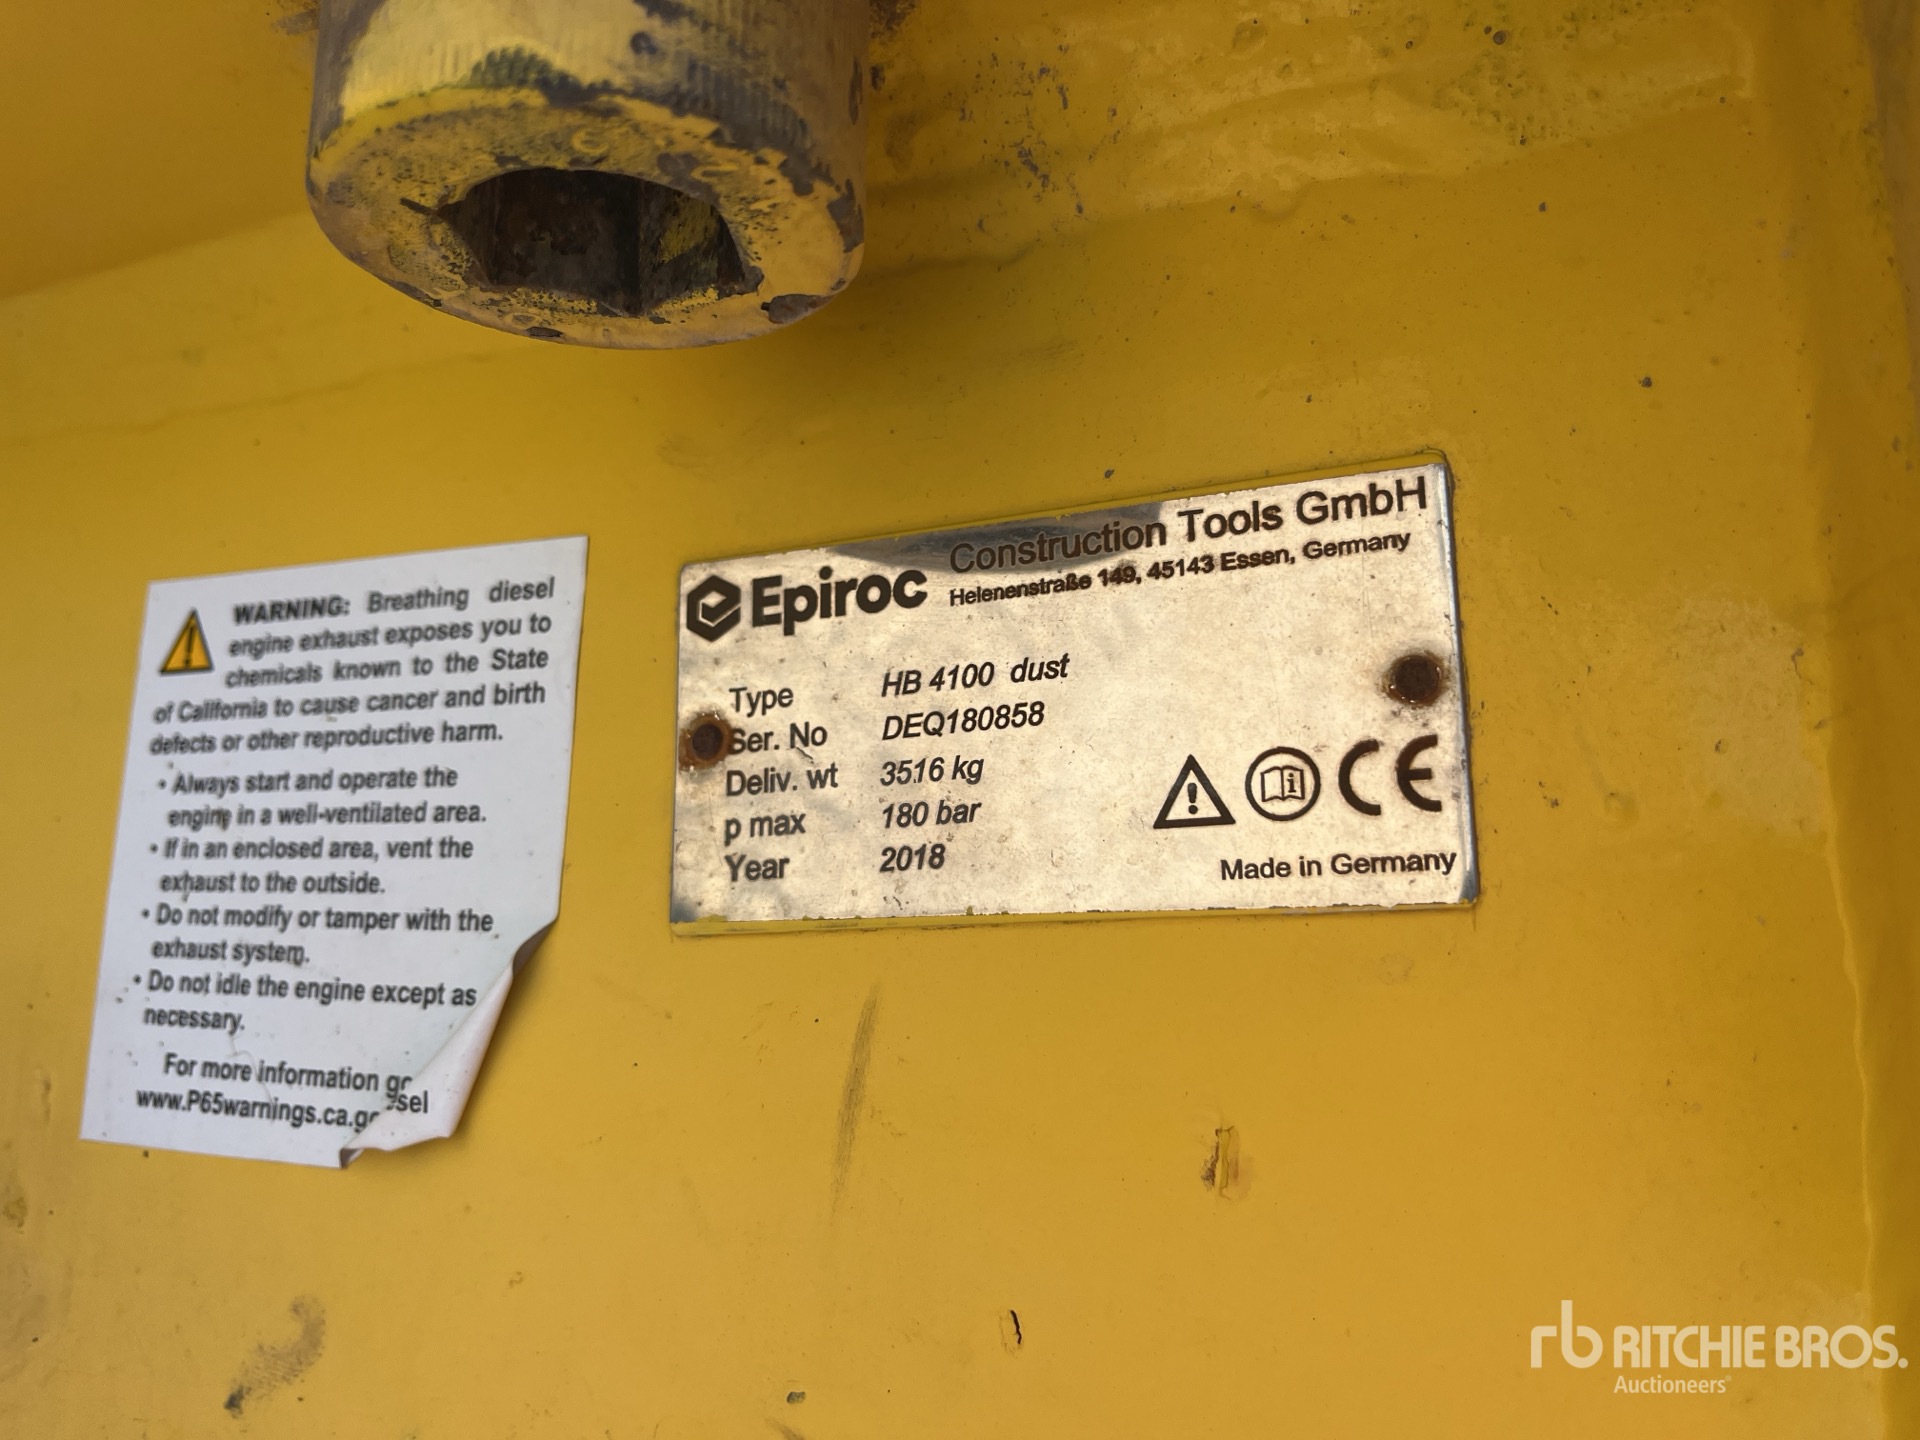 WARNING: Breathing diesel
engine exhaust exposes you to
chemicals known to the State
of California to cause cancer and birth
defects or other reproductive harm.
• Always start and operate the
engine in a well-ventilated area.
• If in an enclosed area, vent the
exhaust to the outside.
• Do not modify or tamper with the
exhaust system.
• Do not idle the engine except as
necessary.
For more information
www.P65warnings.ca.g
Epiroc
Construction Tools GmbH
Helenenstraße 149, 45143 Essen, Germany
Type HB 4100 dust
Ser. No DEQ180858
Deliv. wt 3516 kg
p max 180 bar
Year 2018
CE
Made in Germany
rb RITCHIE BROS.
Auctioneers